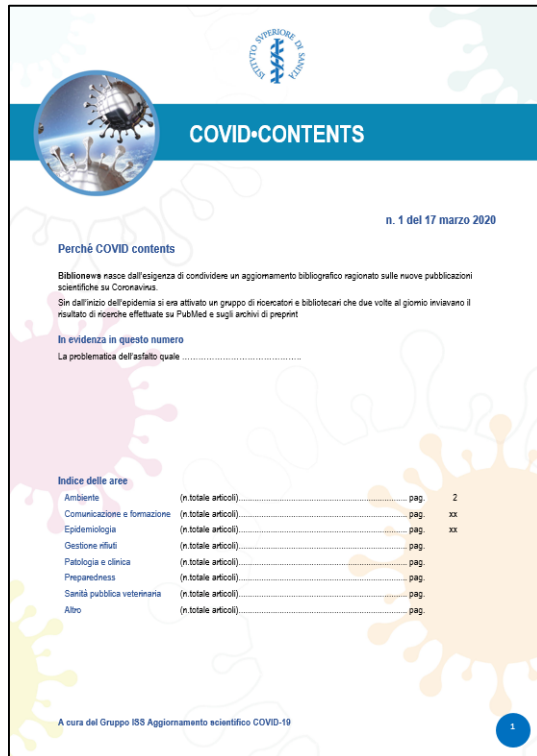 ISTITVTO SVPERIORE DI SANITÀ
COVID•CONTENTS
n. 1 del 17 marzo 2020
Perché COVID contents
Biblionews nasce dall'esigenza di condividere un aggiornamento bibliografico ragionato sulle nuove pubblicazioni
scientifiche su Coronavirus.
Sin dall'inizio dell'epidemia si era attivato un gruppo di ricercatori e bibliotecari che due volte al giorno inviavano il
risultato di ricerche effettuate su PubMed e sugli archivi di preprint
In evidenza in questo numero
La problematica dell'asfalto quale ……………………………………
Indice delle aree
Ambiente (n.totale articoli)........................................................................ pag. 2
Comunicazione e formazione (n.totale articoli)........................................................................ pag. xx
Epidemiologia (n.totale articoli)........................................................................ pag. xx
Gestione rifiuti (n.totale articoli)........................................................................ pag.
Patologia e clinica (n.totale articoli)........................................................................ pag.
Preparedness (n.totale articoli)........................................................................ pag.
Sanità pubblica veterinaria (n.totale articoli)........................................................................ pag.
Altro (n.totale articoli)........................................................................ pag.
A cura del Gruppo ISS Aggiornamento scientifico COVID-19
1